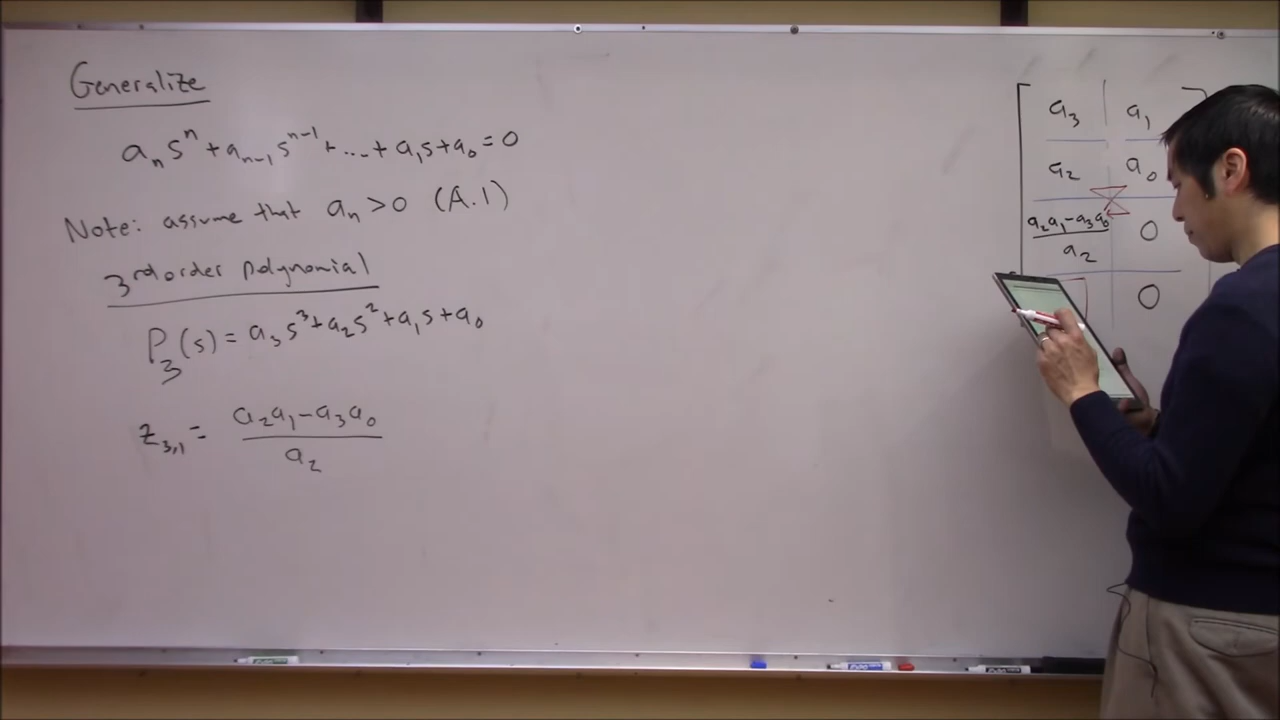 Generalize
aₙsⁿ + aₙ₋₁sⁿ⁻¹ + ... + a₁s + a₀ = 0
Note: assume that aₙ > 0 (A.1)
3rd order polynomial
P₃(s) = a₃s³ + a₂s² + a₁s + a₀
z₃,₁ = (a₂a₁ - a₃a₀) / a₂
a₃ a₁
a₂ a₀
(a₂a₁ - a₃a₀) / a₂ 0
0